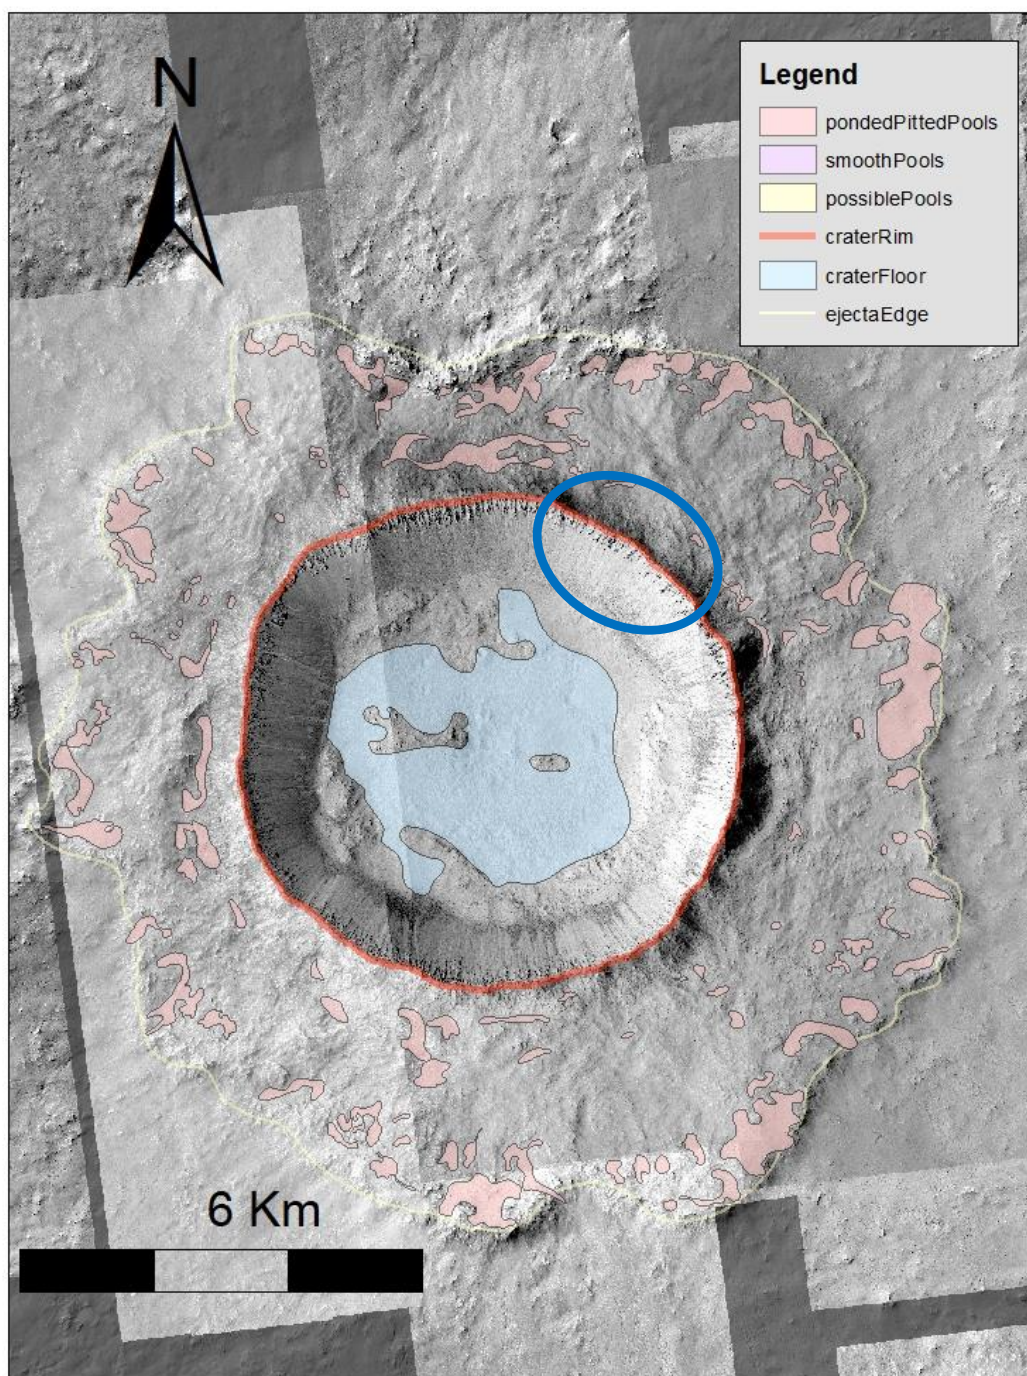 N
Legend
pondedPittedPools
smoothPools
possiblePools
craterRim
craterFloor
ejectaEdge
6 Km